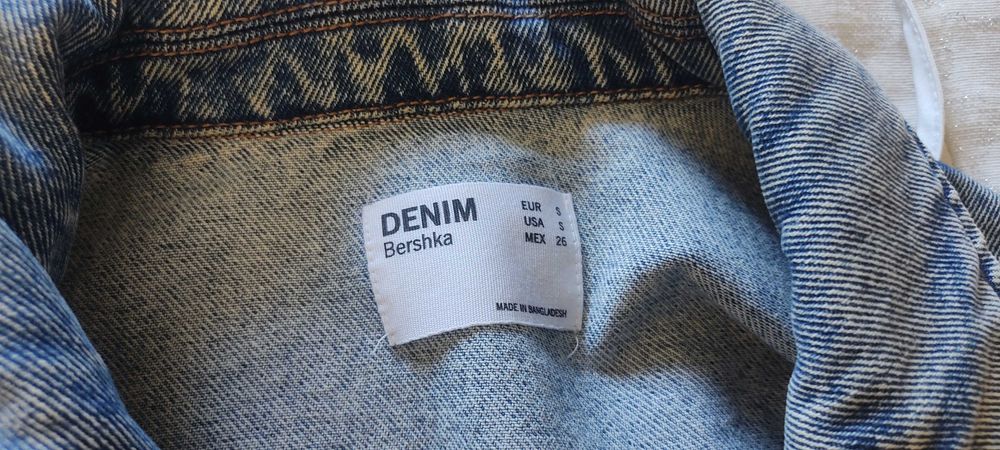 DENIM
Bershka
EUR S
USA S
MEX 26
MADE IN BANGLADESH